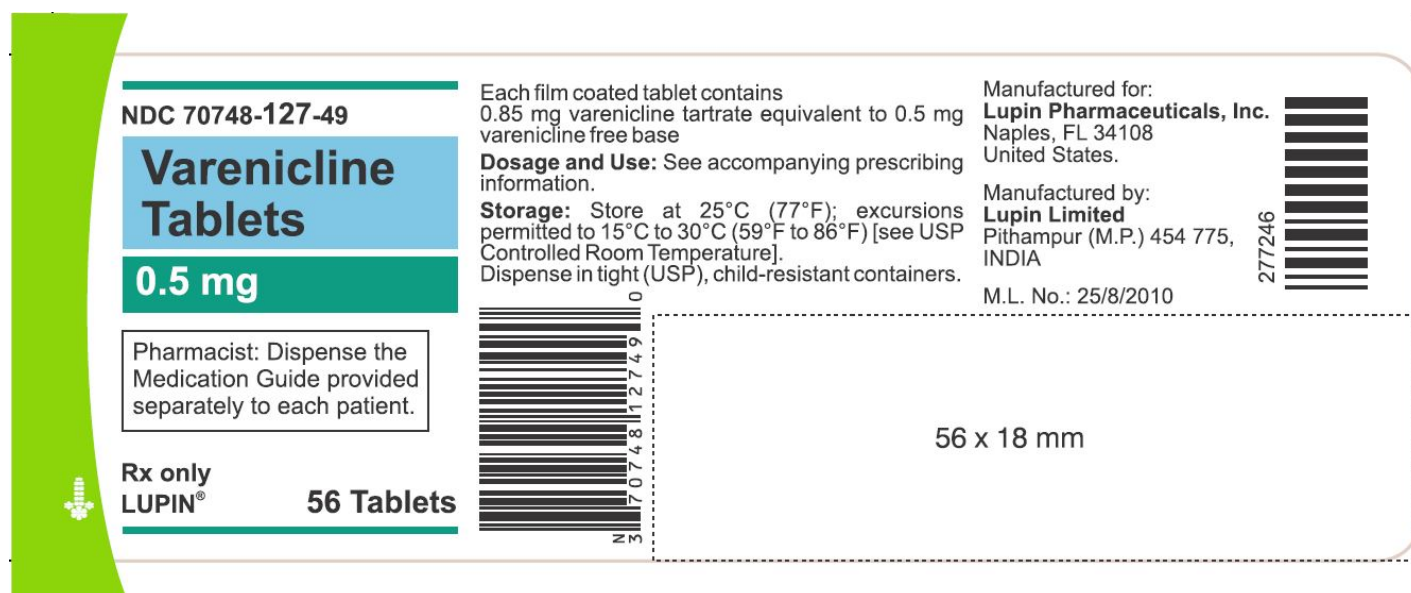 NDC 70748-127-49
Varenicline
Tablets
0.5 mg
Pharmacist: Dispense the
Medication Guide provided
separately to each patient.
Rx only
LUPIN®
56 Tablets
Each film coated tablet contains
0.85 mg varenicline tartrate equivalent to 0.5 mg
varenicline free base
Dosage and Use: See accompanying prescribing
information.
Storage: Store at 25°C (77°F); excursions
permitted to 15°C to 30°C (59°F to 86°F) [see USP
Controlled Room Temperature].
Dispense in tight (USP), child-resistant containers.
N
3 70748 12749 0
Manufactured for:
Lupin Pharmaceuticals, Inc.
Naples, FL 34108
United States.
Manufactured by:
Lupin Limited
Pithampur (M.P.) 454 775,
INDIA
M.L. No.: 25/8/2010
277246
56 x 18 mm